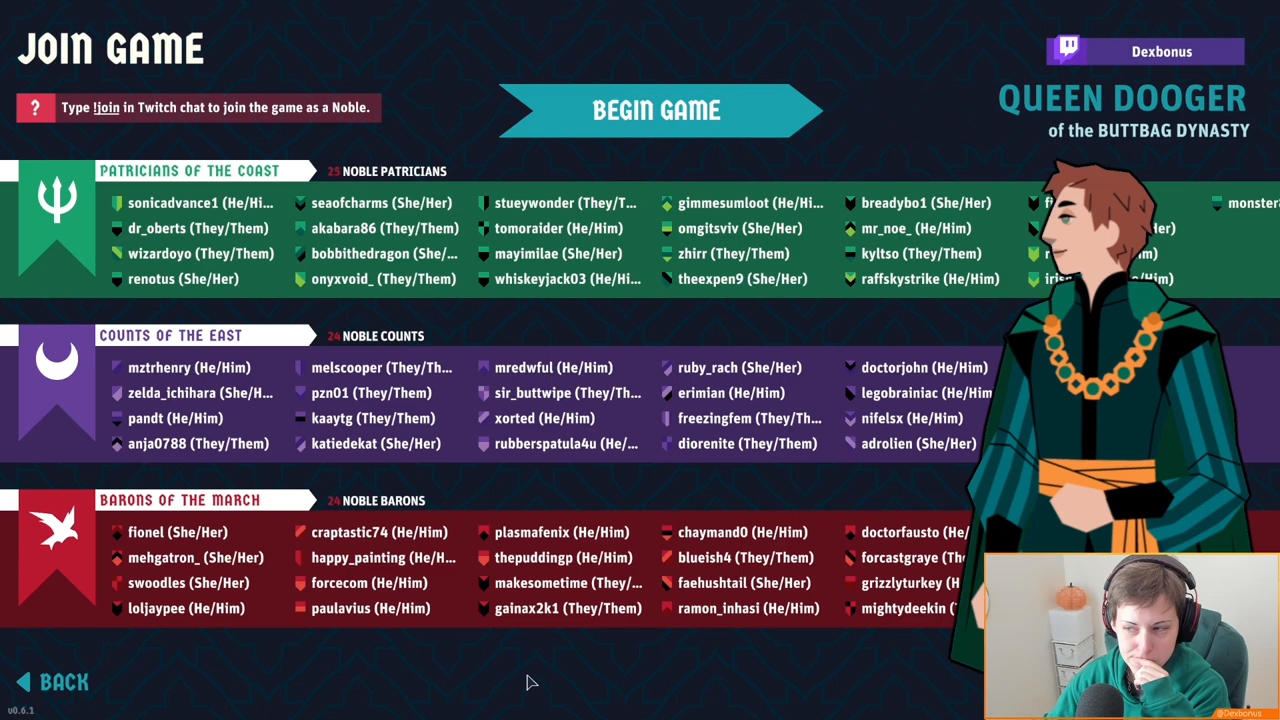 JOIN GAME
Dexbonus
? Type !join in Twitch chat to join the game as a Noble.
BEGIN GAME
QUEEN DOOGER
of the BUTTBAG DYNASTY
PATRICIANS OF THE COAST
25 NOBLE PATRICIANS
sonicadvance1 (He/Hi... seaofcharms (She/Her) stueywonder (They/T... gimmesumloot (He/Hi... breadybo1 (She/Her) monster
dr_oberts (They/Them) akabara86 (They/Them) tomoraider (He/Him) omgitsviv (She/Her) mr_noe_ (He/Him)
wizardoyo (They/Them) bobbithedragon (She/... mayimilae (She/Her) zhirr (They/Them) kyltso (They/Them)
renotus (She/Her) onyxvoid_ (They/Them) whiskeyjack03 (He/Hi... theexpen9 (She/Her) raffskystrike (He/Him)
COUNTS OF THE EAST
24 NOBLE COUNTS
mztrhenry (He/Him) melscooper (They/Th... mredwful (He/Him) ruby_rach (She/Her) doctorjohn (He/Him)
zelda_ichihara (She/H... pzn01 (They/Them) sir_buttwipe (They/Th... erimian (He/Him) legobrainiac (He/Him)
pandt (He/Him) kaaytg (They/Them) xorted (He/Him) freezingfem (They/Th... nifelsx (He/Him)
anja0788 (They/Them) katiedekat (She/Her) rubberspatula4u (He/... diorenite (They/Them) adrolien (She/Her)
BARONS OF THE MARCH
24 NOBLE BARONS
fionel (She/Her) craptastic74 (He/Him) plasmafenix (He/Him) chaymand0 (He/Him) doctorfausto (He/
mehgatron_ (She/Her) happy_painting (He/H... thepuddingp (He/Him) blueish4 (They/Them) forcastgraye (The
swoodles (She/Her) forcecom (He/Him) makesometime (They/... faehushtail (She/Her) grizzlyturkey (H
loljaypee (He/Him) paulavius (He/Him) gainax2k1 (They/Them) ramon_inhasi (He/Him) mightydeekin (
BACK
v0.6.1
@Dexbonus